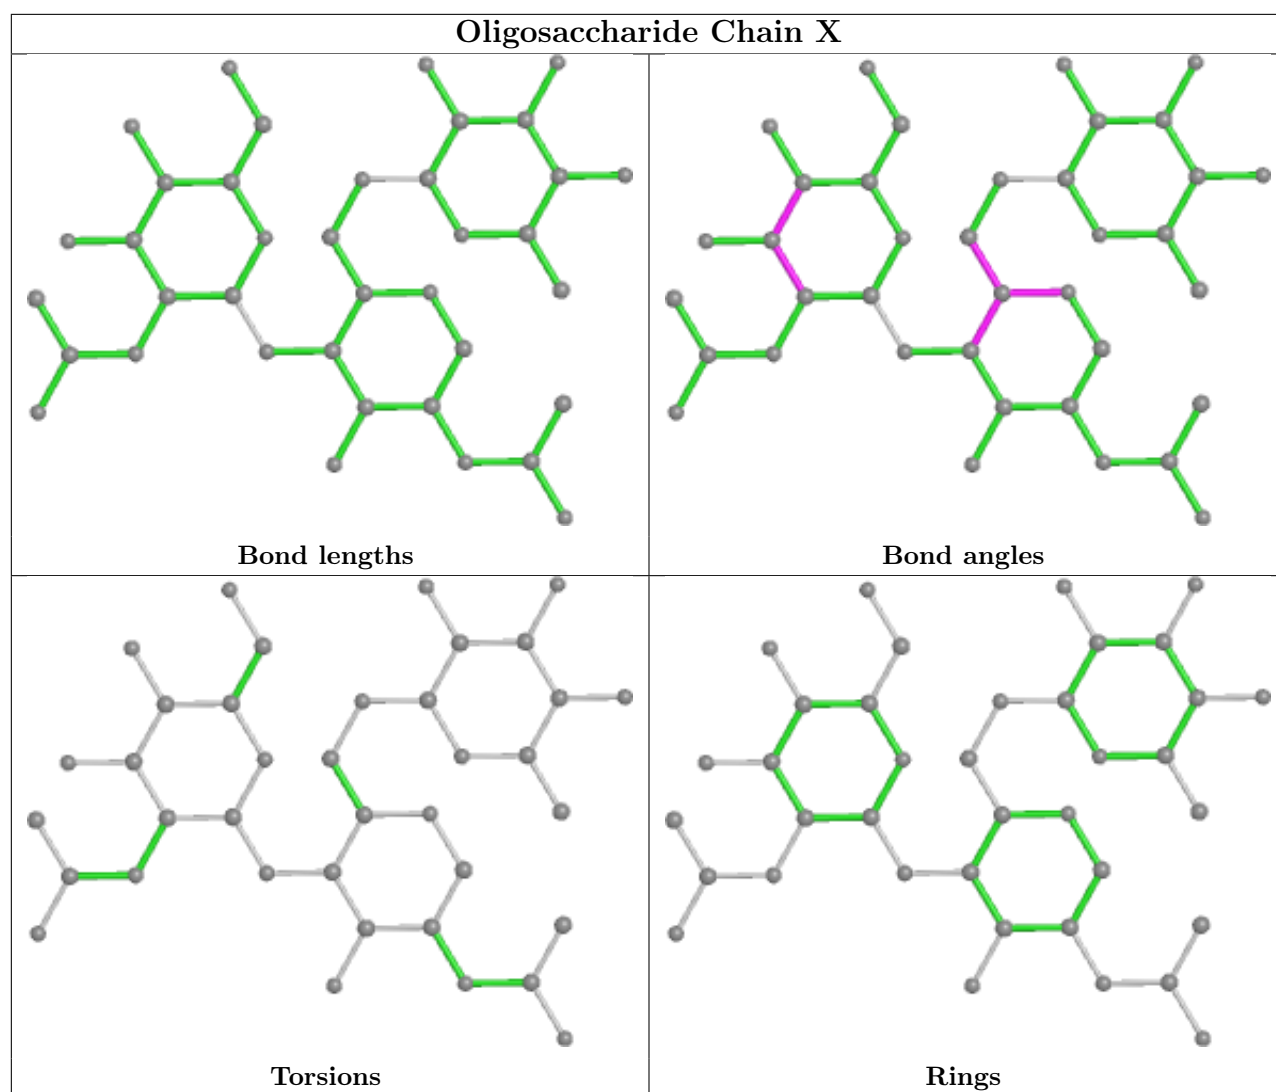 Oligosaccharide Chain X
Bond lengths
Bond angles
Torsions
Rings